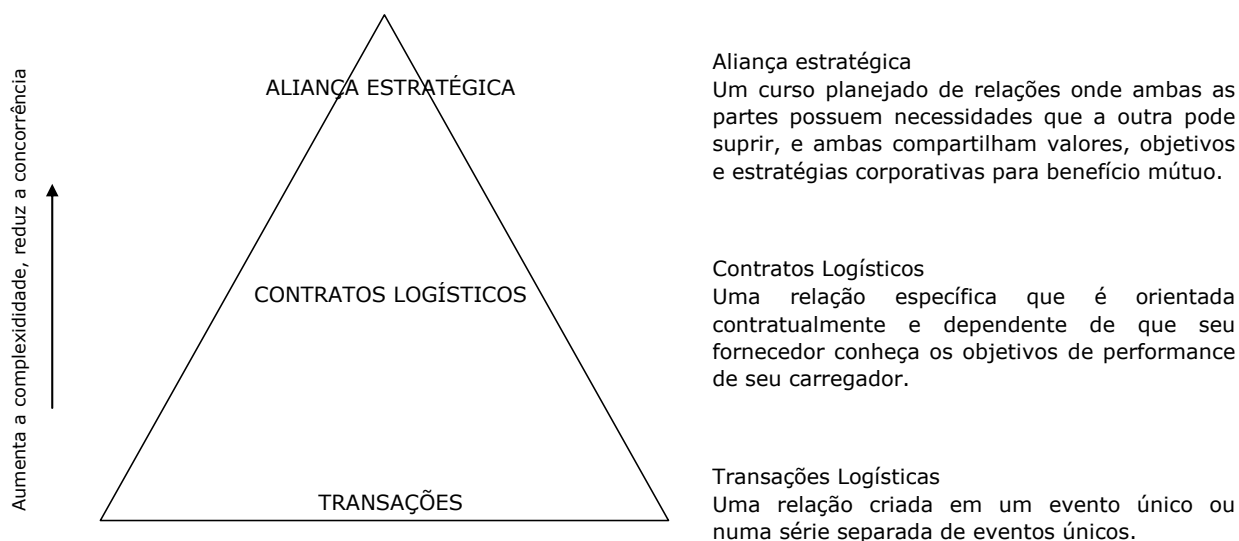 Aumenta a complexididade, reduz a concorrência
ALIANÇA ESTRATÉGICA
CONTRATOS LOGÍSTICOS
TRANSAÇÕES
Aliança estratégica
Um curso planejado de relações onde ambas as
partes possuem necessidades que a outra pode
suprir, e ambas compartilham valores, objetivos
e estratégias corporativas para benefício mútuo.
Contratos Logísticos
Uma relação específica que é orientada
contratualmente e dependente de que seu
fornecedor conheça os objetivos de performance
de seu carregador.
Transações Logísticas
Uma relação criada em um evento único ou
numa série separada de eventos únicos.